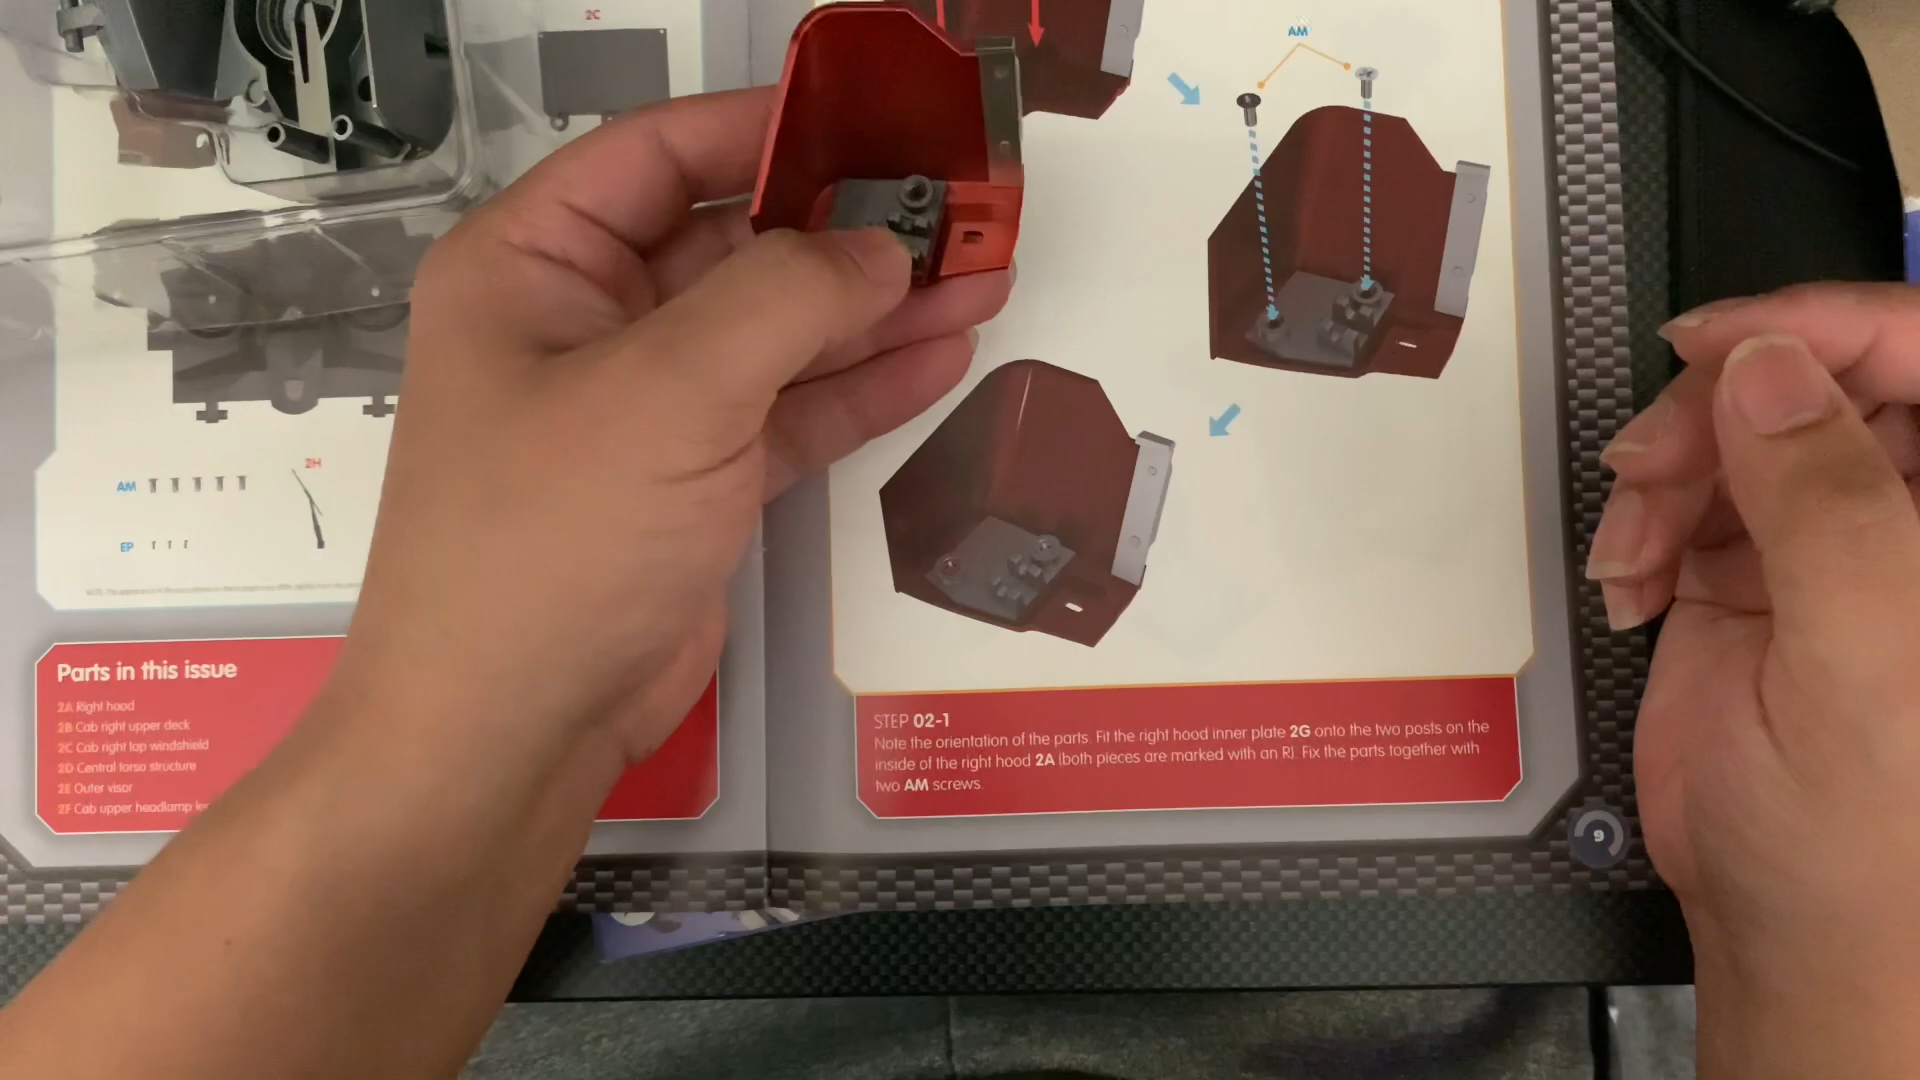 2C
AM
AM
2H
EP
Parts in this issue
2A Right hood
2B Cab right upper deck
2C Cab right top windshield
2D Central torso structure
2E Outer visor
2F Cab upper headlamp
STEP 02-1
Note the orientation of the parts. Fit the right hood inner plate 2G onto the two posts on the
inside of the right hood 2A (both pieces are marked with an R). Fix the parts together with
two AM screws.
9